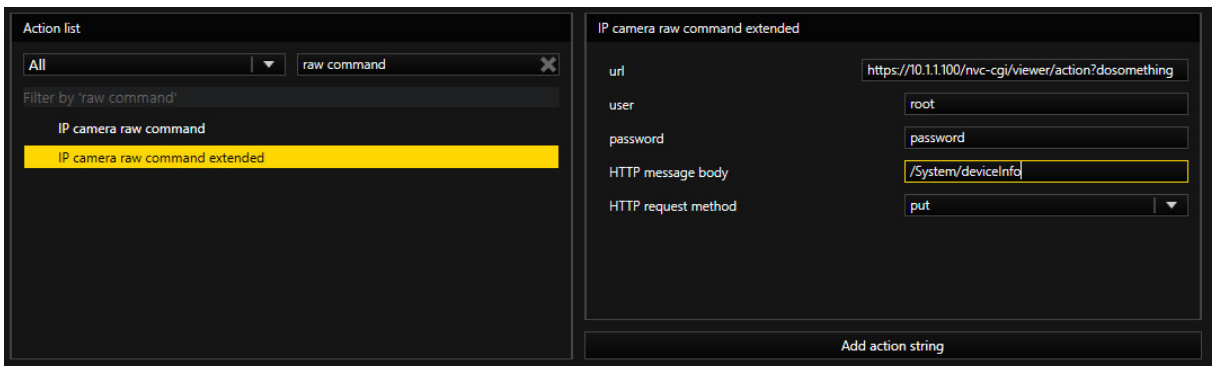 Action list
All
raw command
Filter by 'raw command'
IP camera raw command
IP camera raw command extended
IP camera raw command extended
url https://10.1.1.100/nvc-cgi/viewer/action?dosomething
user root
password password
HTTP message body /System/deviceInfo
HTTP request method put
Add action string